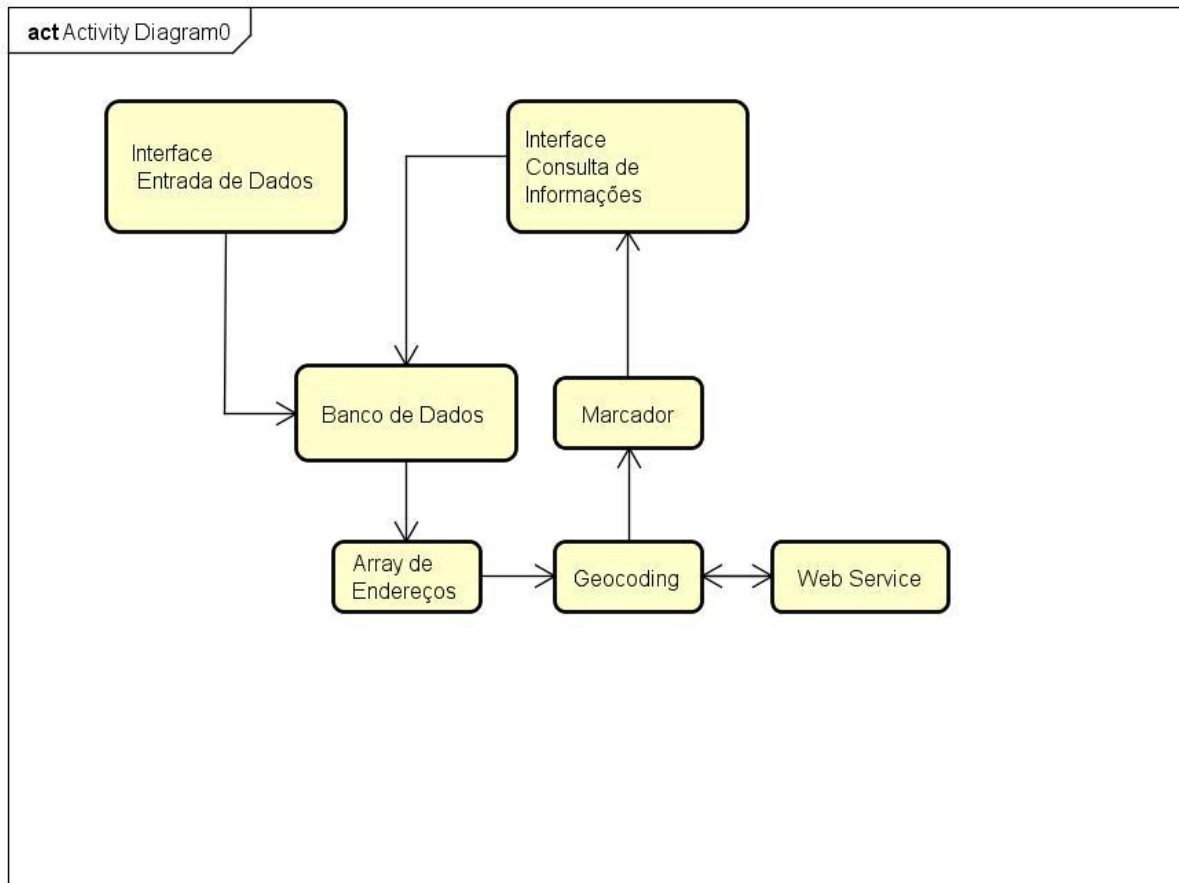 act Activity Diagram0
Interface
Entrada de Dados
Interface
Consulta de
Informações
Banco de Dados
Marcador
Array de
Endereços
Geocoding
Web Service